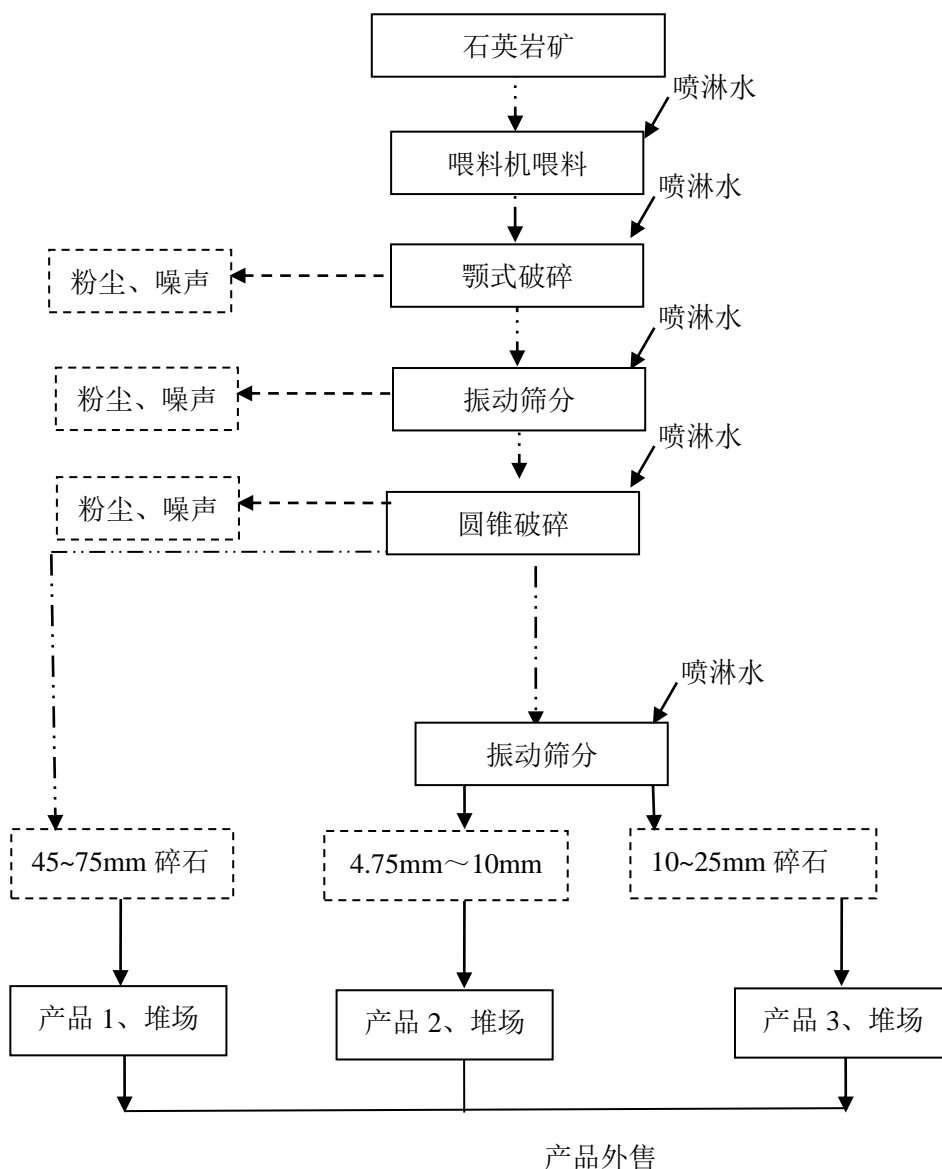 石英岩矿
喷淋水
喂料机喂料
喷淋水
颚式破碎
粉尘、噪声
喷淋水
振动筛分
粉尘、噪声
喷淋水
粉尘、噪声
圆锥破碎
喷淋水
振动筛分
45~75mm 碎石
4.75mm～10mm
10~25mm 碎石
产品 1、堆场
产品 2、堆场
产品 3、堆场
产品外售